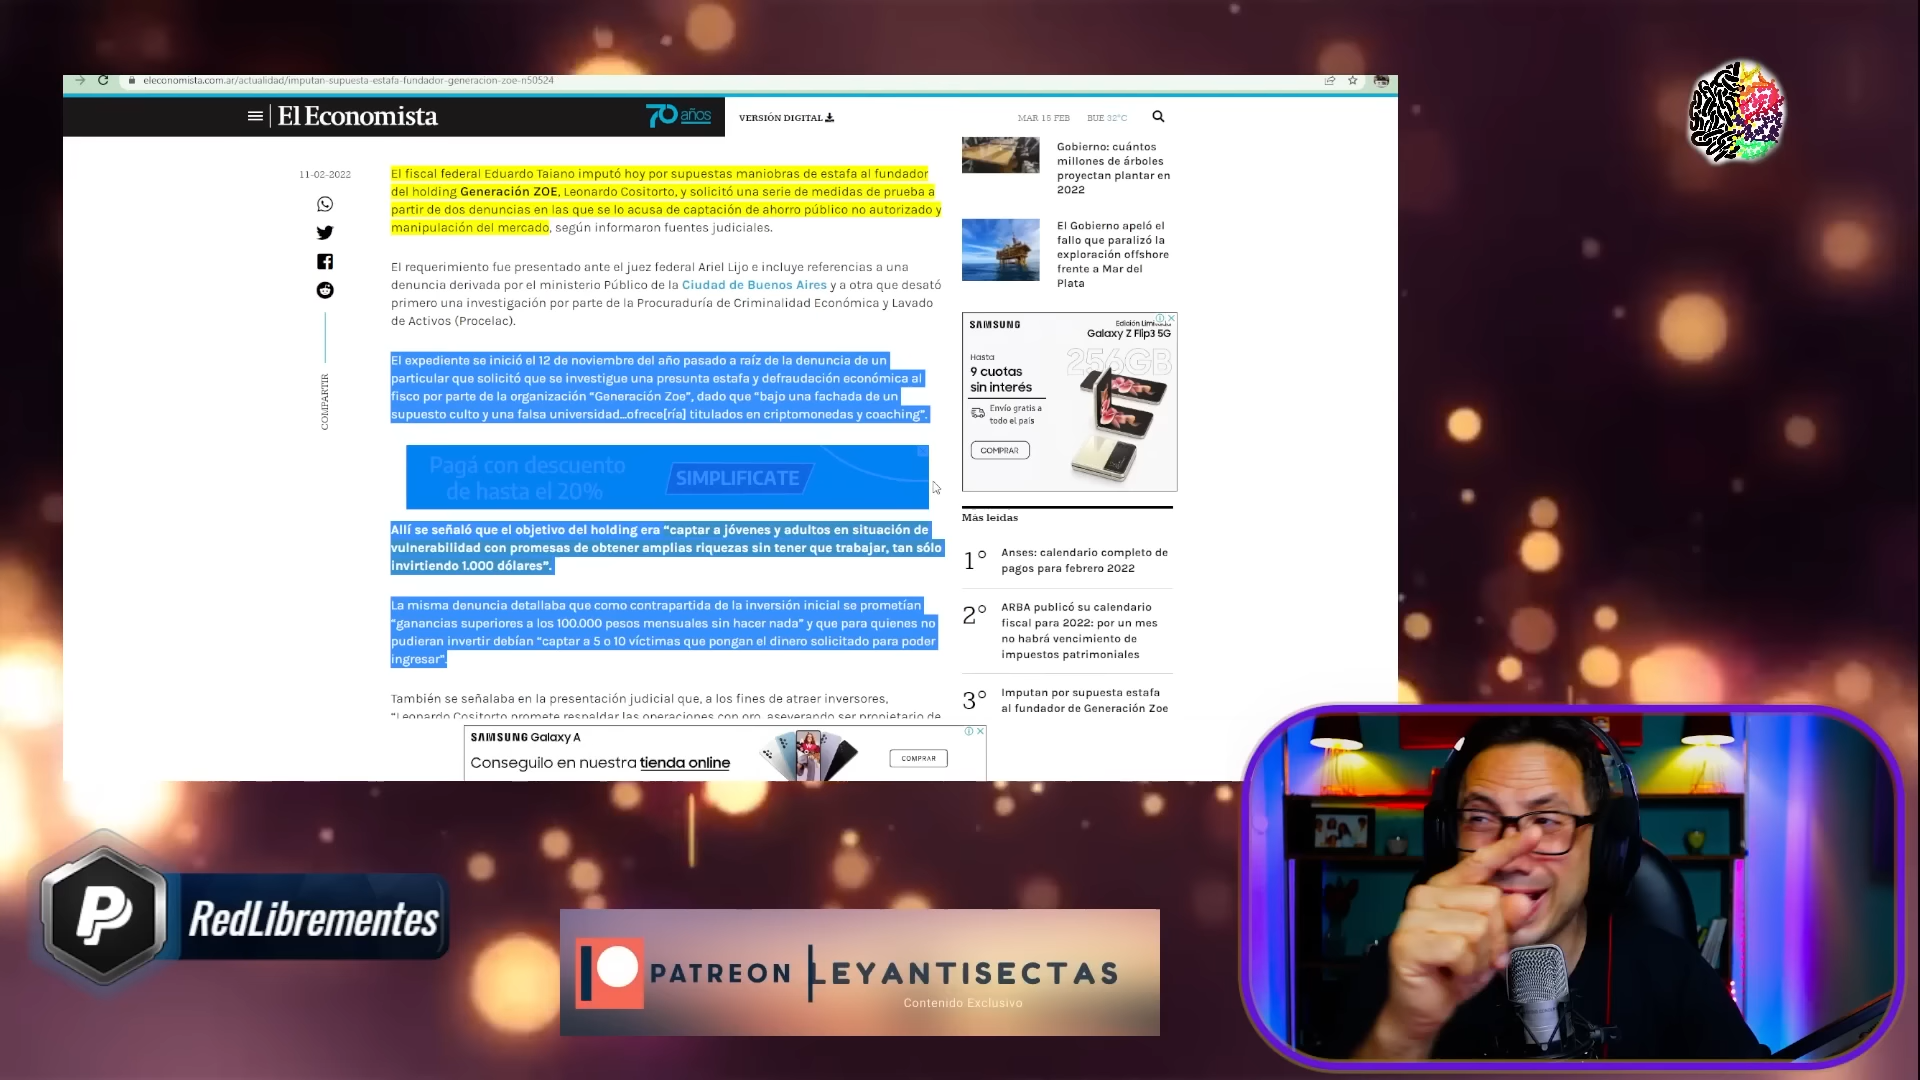 eleconomista.com.ar/actualidad/imputan-supuesta-estafa-fundador-generacion-zoe-n50524
El Economista
70 años
VERSIÓN DIGITAL
MAR 15 FEB
BUE 32°C
11-02-2022
COMPARTIR
El fiscal federal Eduardo Taiano imputó hoy por supuestas maniobras de estafa al fundador
del holding Generación ZOE, Leonardo Cositorto, y solicitó una serie de medidas de prueba a
partir de dos denuncias en las que se lo acusa de captación de ahorro público no autorizado y
manipulación del mercado, según informaron fuentes judiciales.
El requerimiento fue presentado ante el juez federal Ariel Lijo e incluye referencias a una
denuncia derivada por el ministerio Público de la Ciudad de Buenos Aires y a otra que desató
primero una investigación por parte de la Procuraduría de Criminalidad Económica y Lavado
de Activos (Procelac).
El expediente se inició el 12 de noviembre del año pasado a raíz de la denuncia de un
particular que solicitó que se investigue una presunta estafa y defraudación económica al
fisco por parte de la organización “Generación Zoe”, dado que “bajo una fachada de un
supuesto culto y una falsa universidad...ofrece[ría] titulados en criptomonedas y coaching”.
Pagá con descuento
de hasta el 20%
SIMPLIFICATE
Allí se señaló que el objetivo del holding era “captar a jóvenes y adultos en situación de
vulnerabilidad con promesas de obtener amplias riquezas sin tener que trabajar, tan sólo
invirtiendo 1.000 dólares”.
La misma denuncia detallaba que como contrapartida de la inversión inicial se prometían
“ganancias superiores a los 100.000 pesos mensuales sin hacer nada” y que para quienes no
pudieran invertir debían “captar a 5 o 10 víctimas que pongan el dinero solicitado para poder
ingresar”.
También se señalaba en la presentación judicial que, a los fines de atraer inversores,
“Leonardo Cositorto promete respaldar las operaciones con oro, aseverando ser propietario de
Gobierno: cuántos
millones de árboles
proyectan plantar en
2022
El Gobierno apeló el
fallo que paralizó la
exploración offshore
frente a Mar del
Plata
SAMSUNG
Edición Limitada
Galaxy Z Flip3 5G
256GB
Hasta
9 cuotas
sin interés
Envío gratis a
todo el país
COMPRAR
Más leídas
1° Anses: calendario completo de
pagos para febrero 2022
2° ARBA publicó su calendario
fiscal para 2022: por un mes
no habrá vencimiento de
impuestos patrimoniales
3° Imputan por supuesta estafa
al fundador de Generación Zoe
SAMSUNG Galaxy A
Conseguilo en nuestra tienda online
COMPRAR
RedLibrementes
PATREON LEYANTISECTAS
Contenido Exclusivo